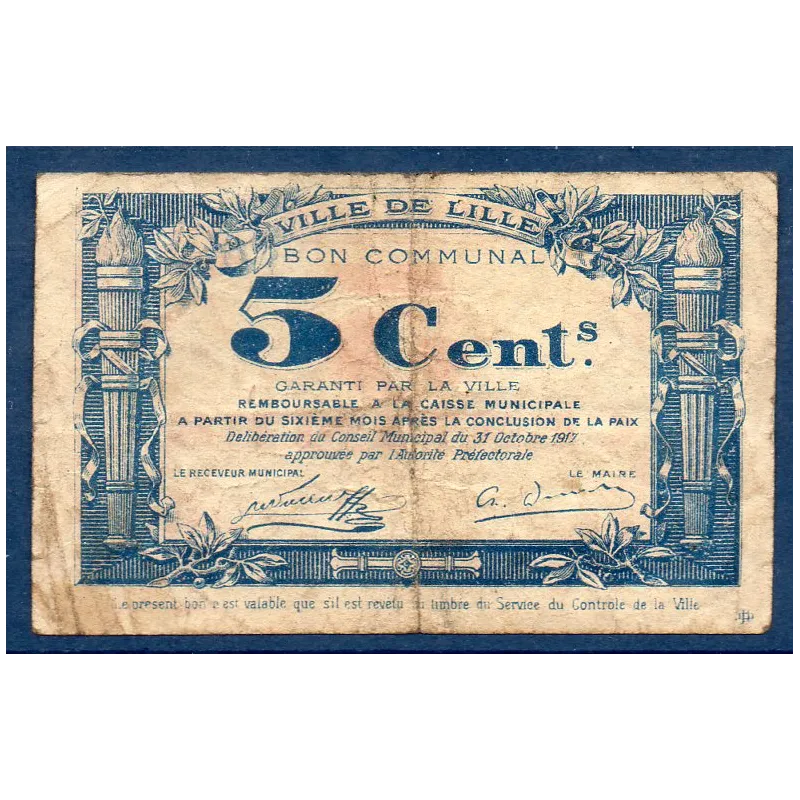 VILLE DE LILLE
BON COMMUNAL
5 Cent.s
GARANTI PAR LA VILLE
REMBOURSABLE A LA CAISSE MUNICIPALE
A PARTIR DU SIXIÈME MOIS APRÈS LA CONCLUSION DE LA PAIX
Délibération du Conseil Municipal du 31 Octobre 1917
approuvée par l'Autorité Préfectorale
LE RECEVEUR MUNICIPAL LE MAIRE
Le présent bon n'est valable que s'il est revetu du timbre du Service du Controle de la Ville